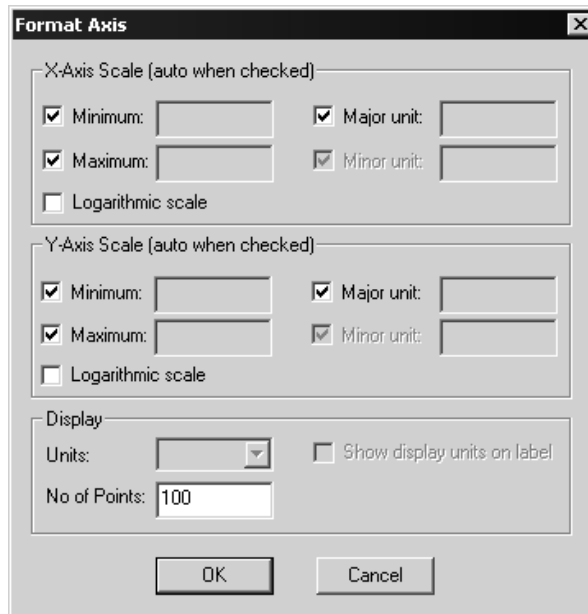 Format Axis
X-Axis Scale (auto when checked)
Minimum: Major unit:
Maximum: Minor unit:
Logarithmic scale
Y-Axis Scale (auto when checked)
Minimum: Major unit:
Maximum: Minor unit:
Logarithmic scale
Display
Units: Show display units on label
No of Points: 100
OK Cancel